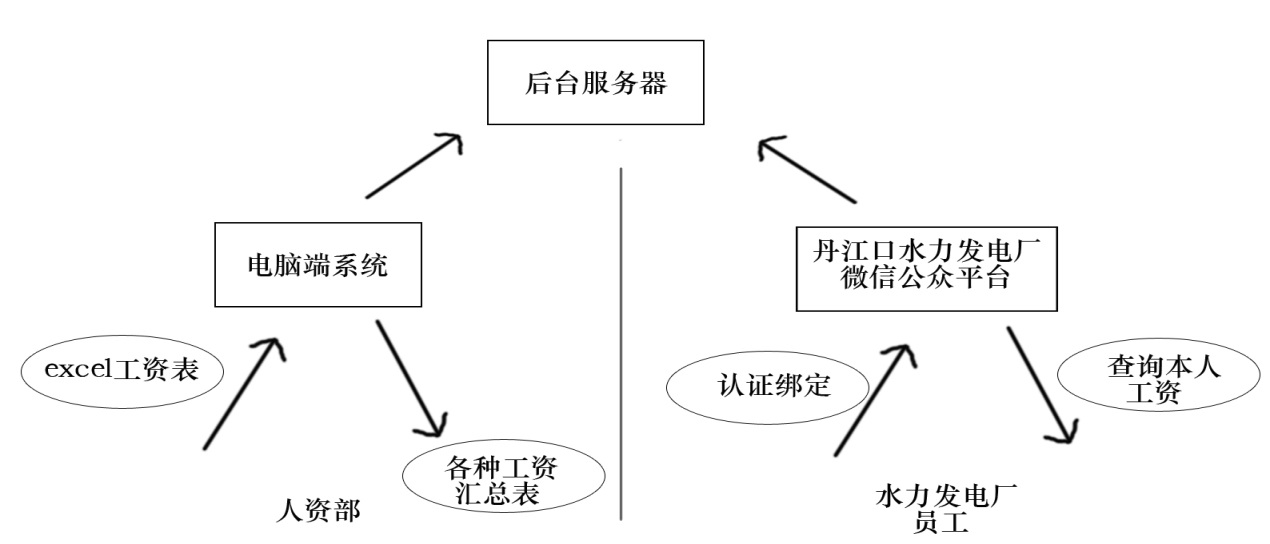 后台服务器
电脑端系统
丹江口水力发电厂
微信公众平台
excel工资表
认证绑定
查询本人
工资
各种工资
汇总表
人资部
水力发电厂
员工